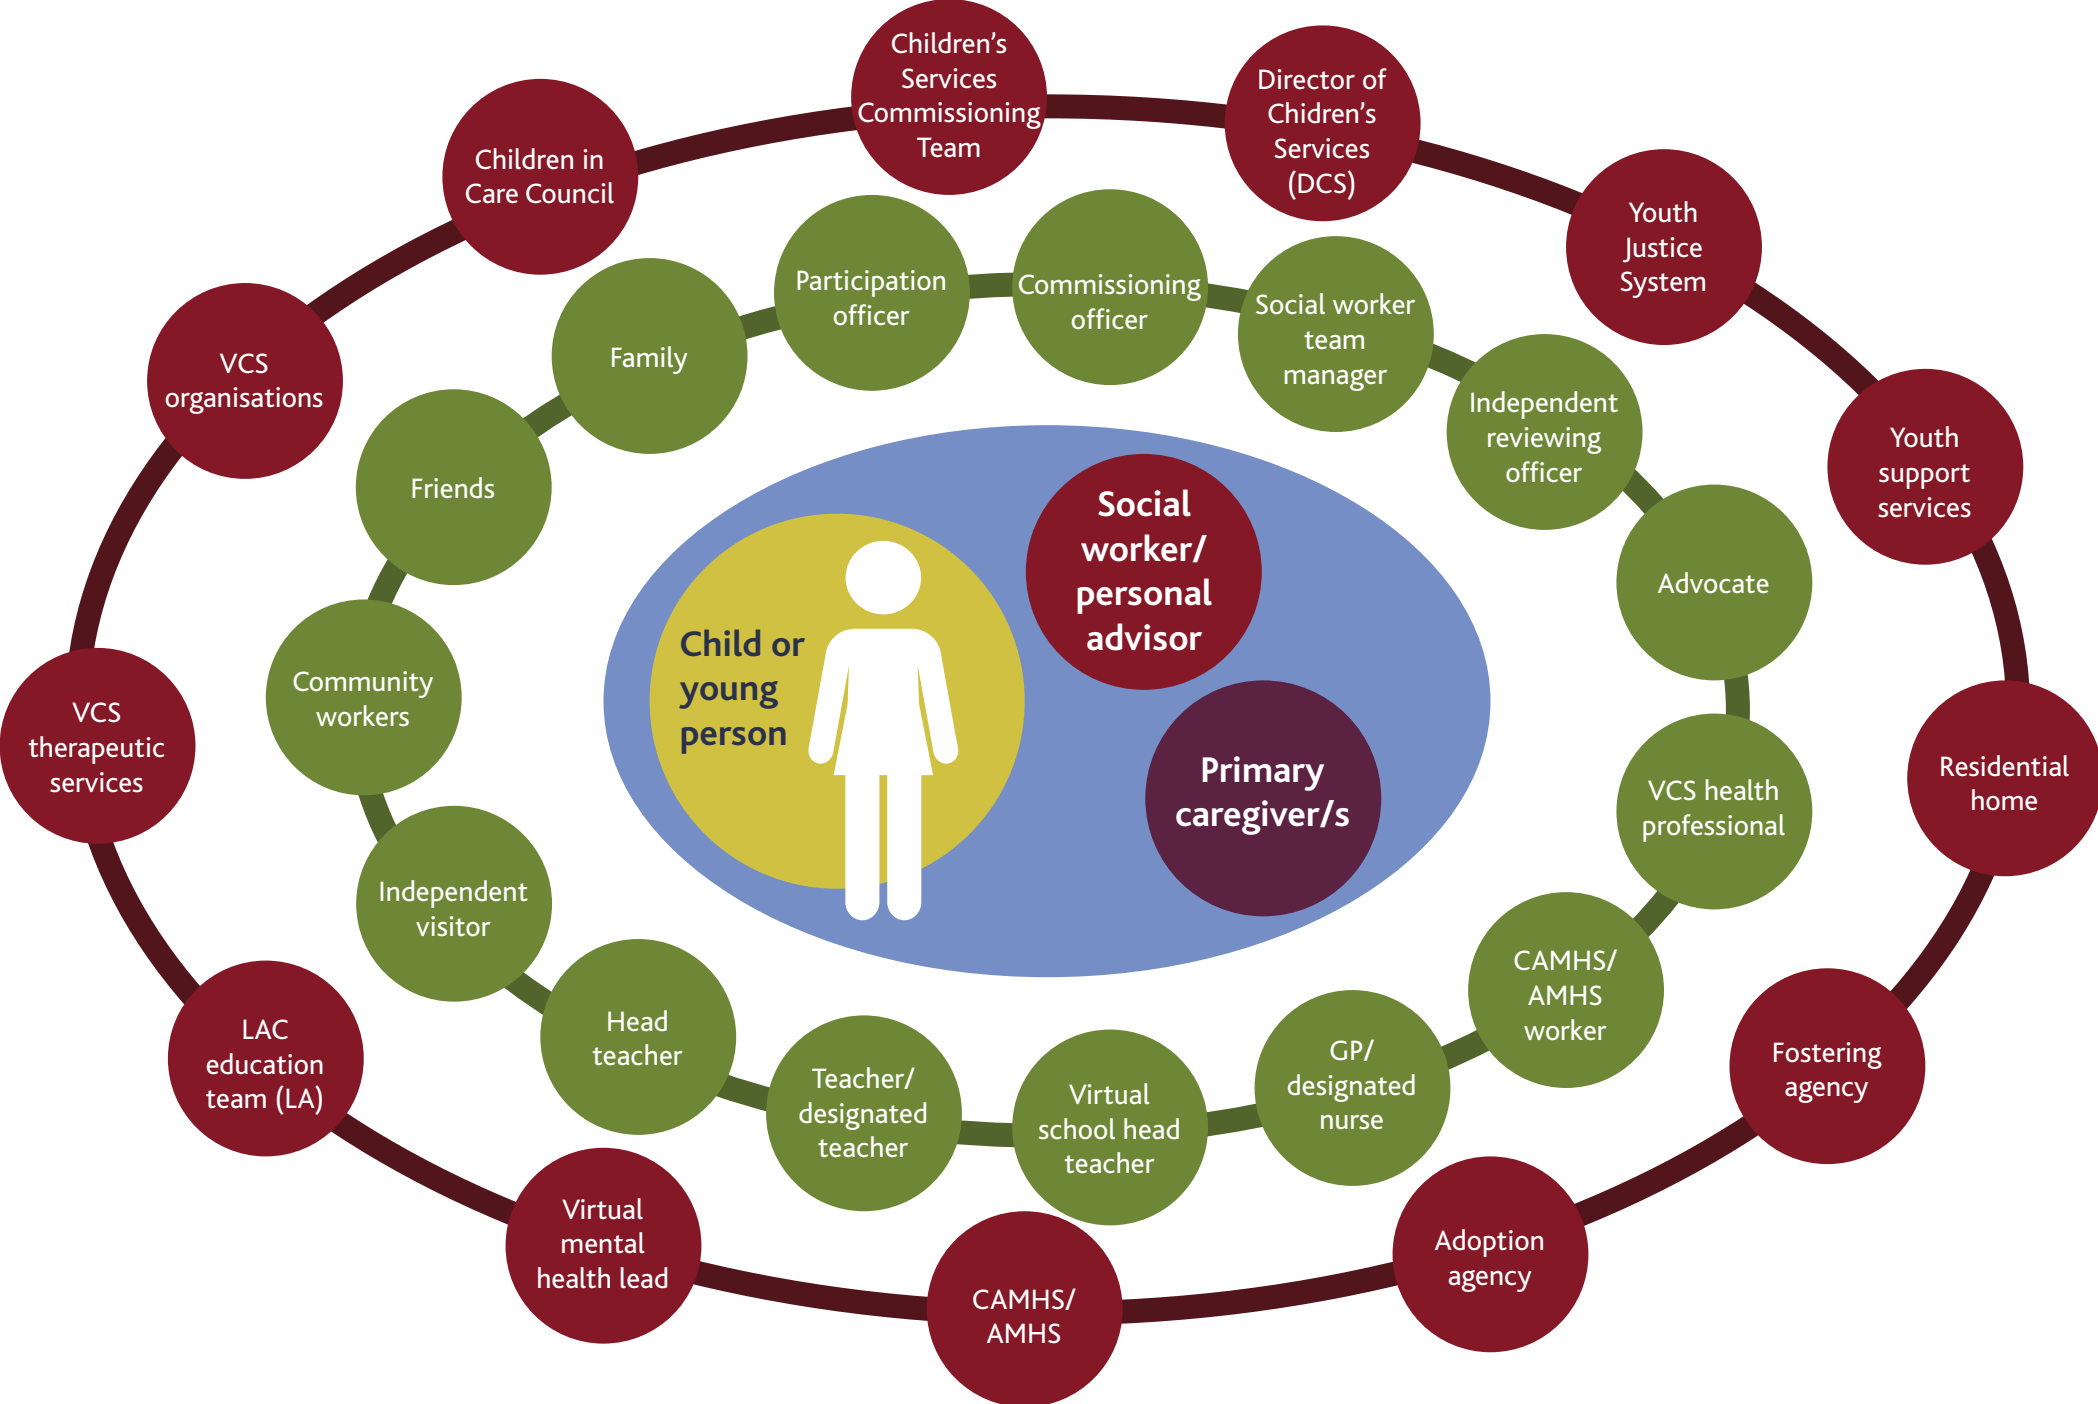 Children’s
Services
Commissioning
Team
Director of
Chidren’s
Services
(DCS)
Youth
Justice
System
Youth
support
services
Residential
home
Fostering
agency
Adoption
agency
CAMHS/
AMHS
Virtual
mental
health lead
LAC
education
team (LA)
VCS
therapeutic
services
VCS
organisations
Children in
Care Council
Participation
officer
Commissioning
officer
Social worker
team
manager
Independent
reviewing
officer
Advocate
VCS health
professional
CAMHS/
AMHS
worker
GP/
designated
nurse
Virtual
school head
teacher
Teacher/
designated
teacher
Head
teacher
Independent
visitor
Community
workers
Friends
Family
Child or
young
person
Social
worker/
personal
advisor
Primary
caregiver/s